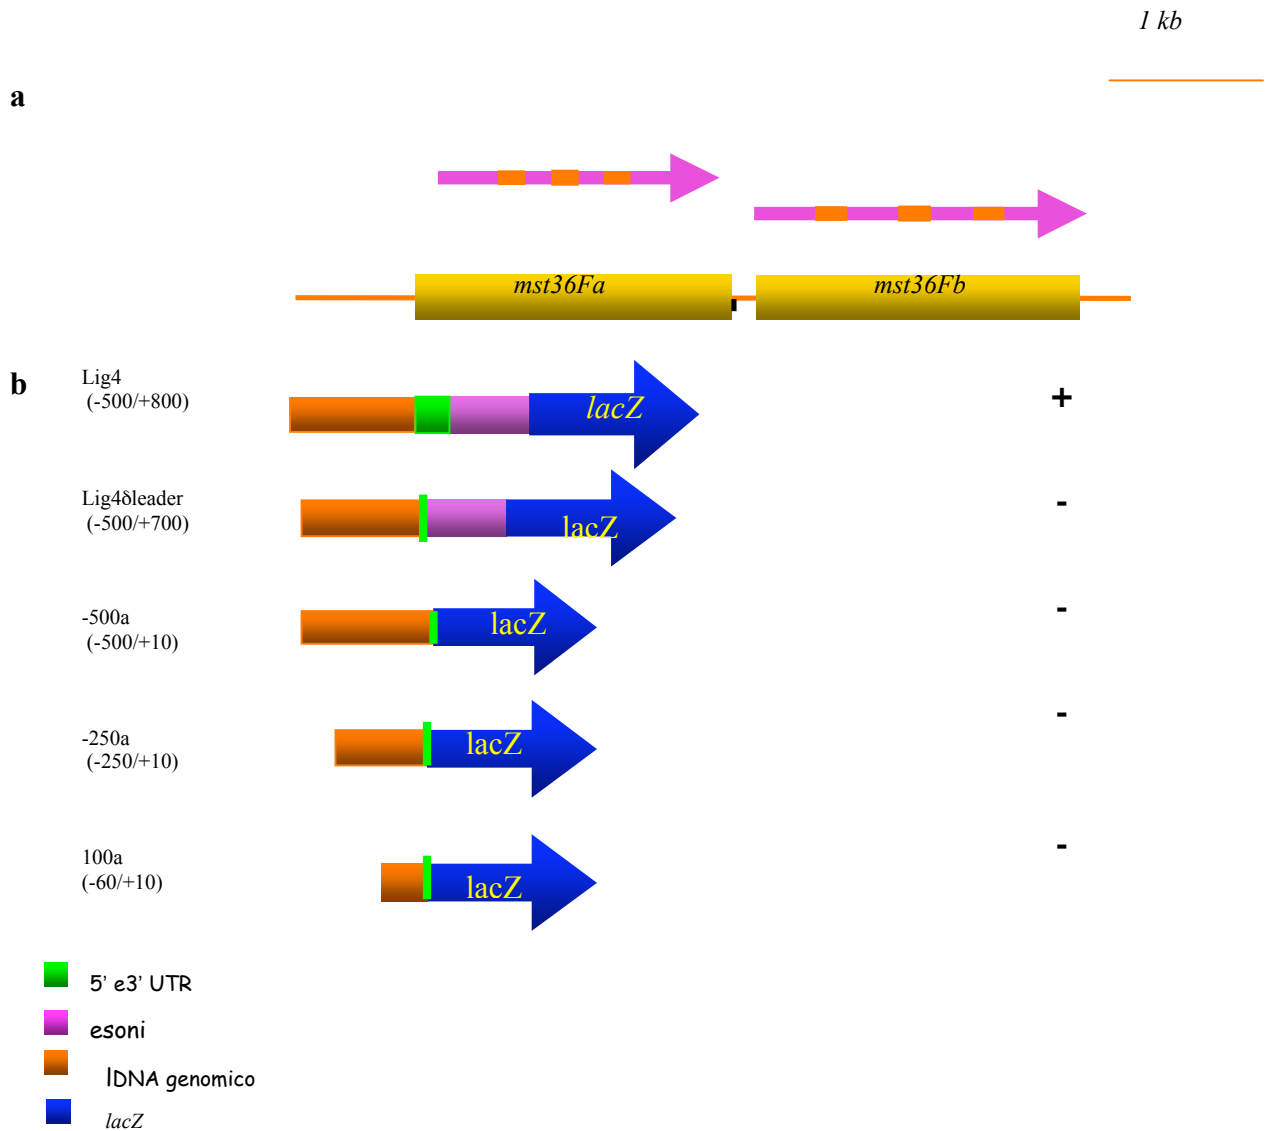 1 kb
a
mst36Fa
mst36Fb
b
Lig4
(-500/+800)
lacZ
+
Lig4δleader
(-500/+700)
lacZ
-
-500a
(-500/+10)
lacZ
-
-250a
(-250/+10)
lacZ
-
100a
(-60/+10)
lacZ
-
5' e3' UTR
esoni
lDNA genomico
lacZ